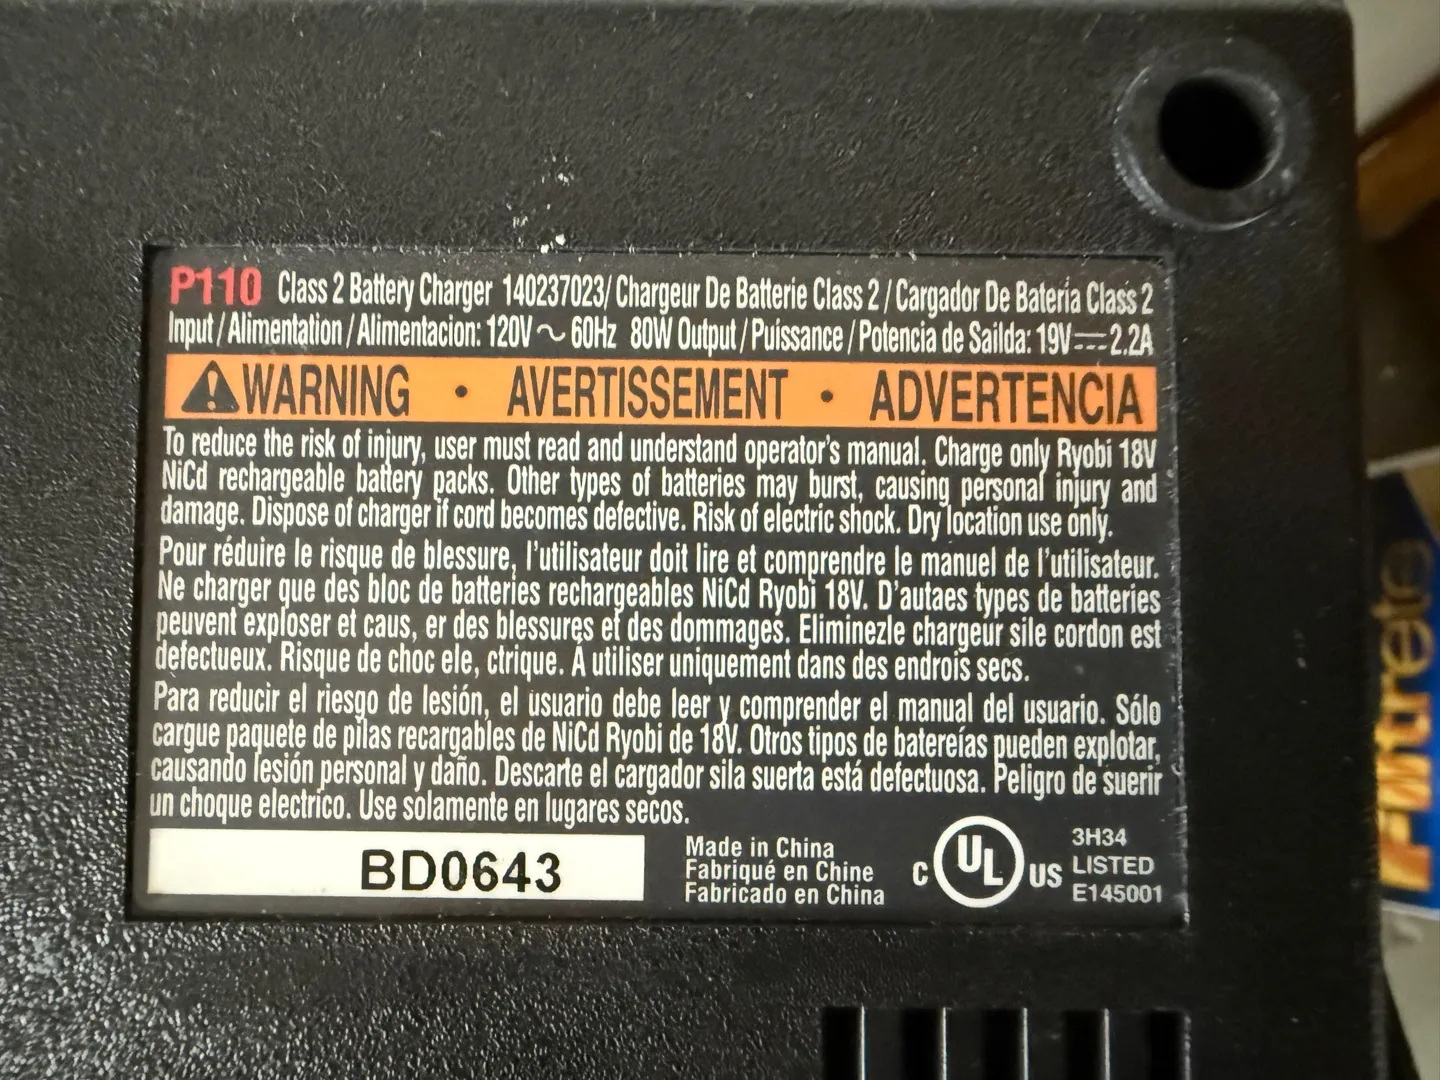 P110 Class 2 Battery Charger 140237023/ Chargeur De Batterie Class 2 / Cargador De Bateria Class 2
Input / Alimentation / Alimentacion: 120V ~ 60Hz 80W Output / Puissance / Potencia de Sailda: 19V ⎓ 2.2A
⚠WARNING • AVERTISSEMENT • ADVERTENCIA
To reduce the risk of injury, user must read and understand operator's manual. Charge only Ryobi 18V
NiCd rechargeable battery packs. Other types of batteries may burst, causing personal injury and
damage. Dispose of charger if cord becomes defective. Risk of electric shock. Dry location use only.
Pour réduire le risque de blessure, l'utilisateur doit lire et comprendre le manuel de l'utilisateur.
Ne charger que des bloc de batteries rechargeables NiCd Ryobi 18V. D'autaes types de batteries
peuvent exploser et caus, er des blessures et des dommages. Eliminezle chargeur sile cordon est
defectueux. Risque de choc ele, ctrique. À utiliser uniquement dans des endrois secs.
Para reducir el riesgo de lesión, el usuario debe leer y comprender el manual del usuario. Sólo
cargue paquete de pilas recargables de NiCd Ryobi de 18V. Otros tipos de batereías pueden explotar,
causando lesión personal y daño. Descarte el cargador sila suerta está defectuosa. Peligro de suerir
un choque electrico. Use solamente en lugares secos.
BD0643
Made in China
Fabriqué en Chine
Fabricado en China
C UL US
3H34
LISTED
E145001
Filtrete